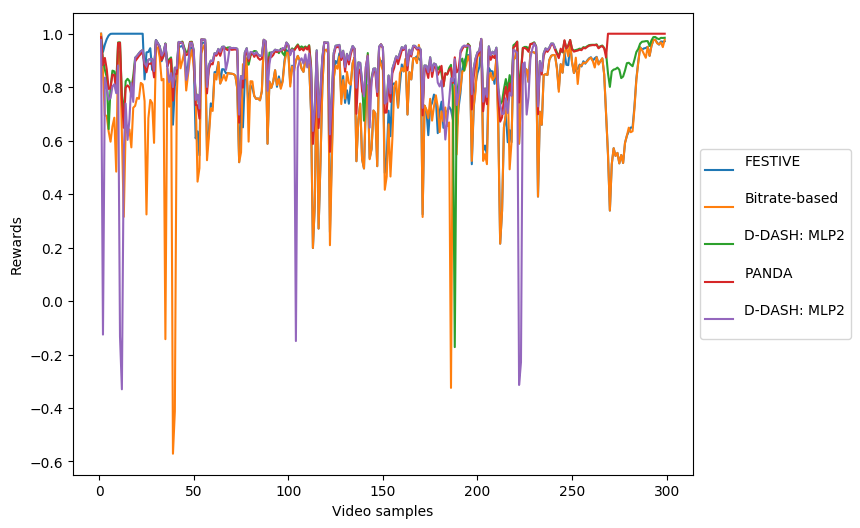 1.0
0.8
0.6
0.4
0.2
0.0
−0.2
−0.4
−0.6
Rewards
0 50 100 150 200 250 300
Video samples
FESTIVE
Bitrate-based
D-DASH: MLP2
PANDA
D-DASH: MLP2